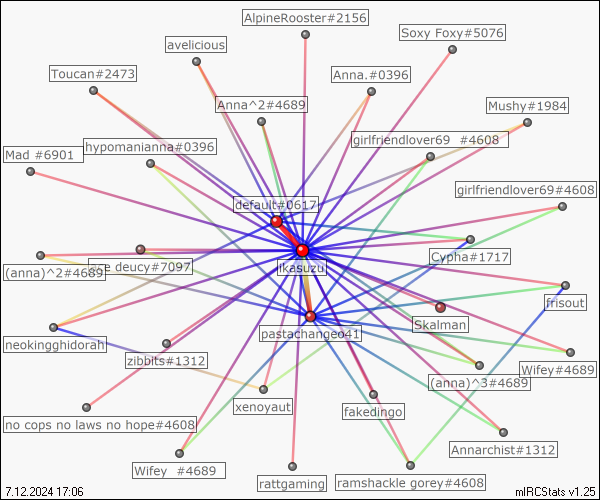 AlpineRooster#2156
Soxy Foxy#5076
avelicious
Toucan#2473
Anna.#0396
Anna^2#4689
Mushy#1984
girlfriendlover69 #4608
hypomanianna#0396
Mad #6901
girlfriendlover69#4608
default#0617
Cypha#1717
jikasuzu
deucy#7097
(anna)^2#4689
frisout
Skalman
pastachangeo41
neokingghidorah
zibbits#1312
Wifey#4689
(anna)^3#4689
xenoyaut
fakedingo
no cops no laws no hope#4608
Annarchist#1312
Wifey #4689
rattgaming
ramshackle gorey#4608
7.12.2024 17:06
mIRCStats v1.25